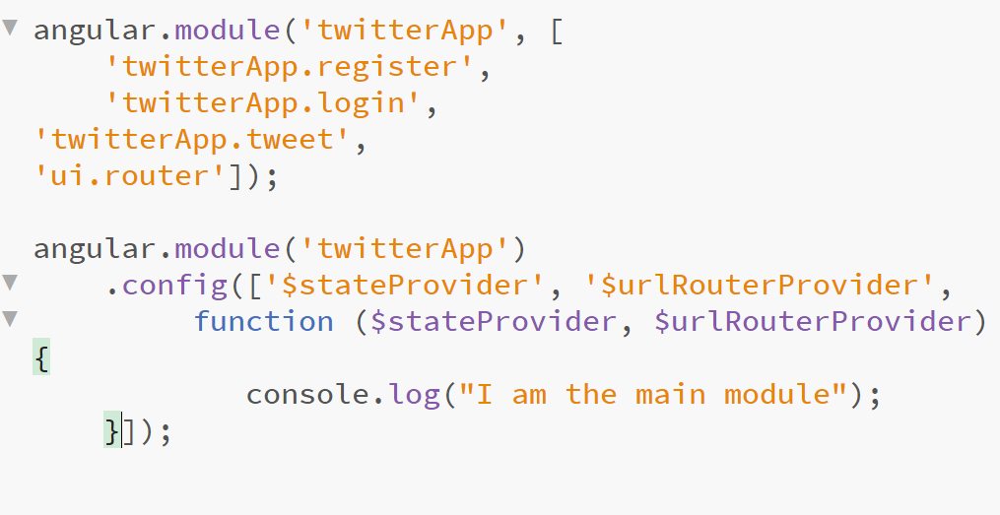 angular.module('twitterApp', [
    'twitterApp.register',
    'twitterApp.login',
'twitterApp.tweet',
'ui.router']);

angular.module('twitterApp')
    .config(['$stateProvider', '$urlRouterProvider',
         function ($stateProvider, $urlRouterProvider)
{
            console.log("I am the main module");
    }]);